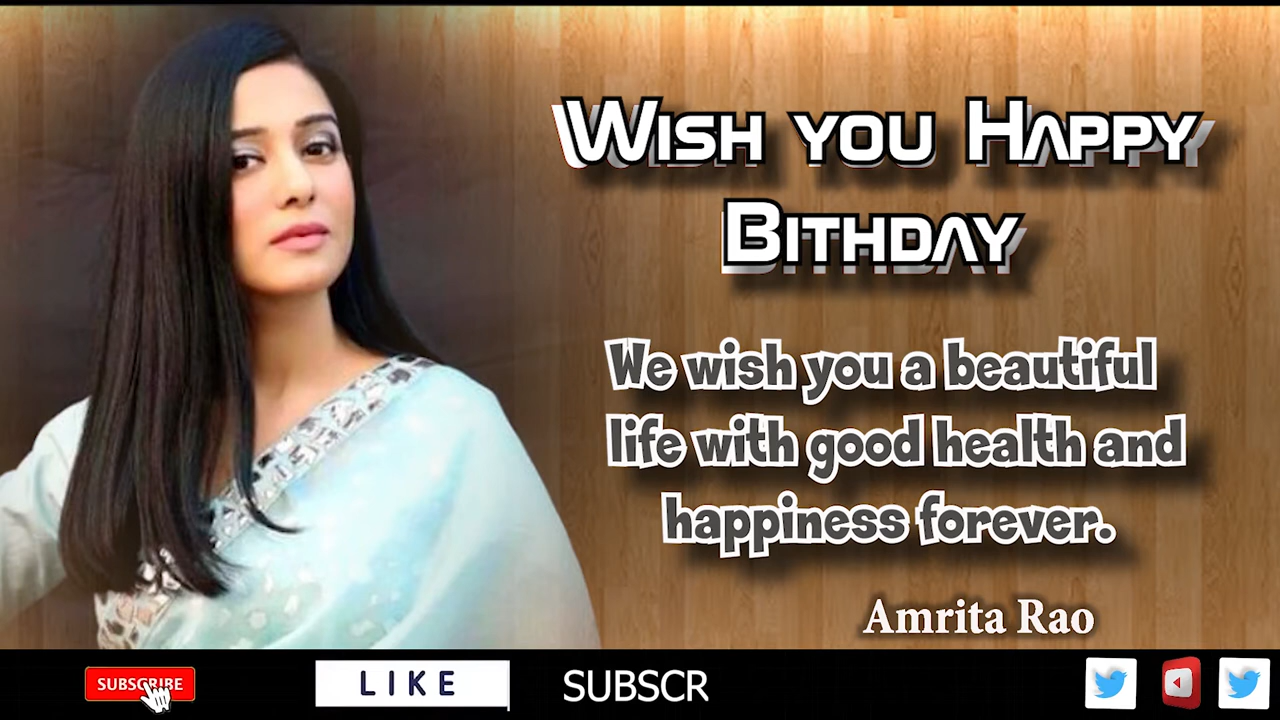 Wish you Happy
Bithday
We wish you a beautiful
life with good health and
happiness forever.
Amrita Rao
SUBSCRIBE
LIKE
SUBSCR